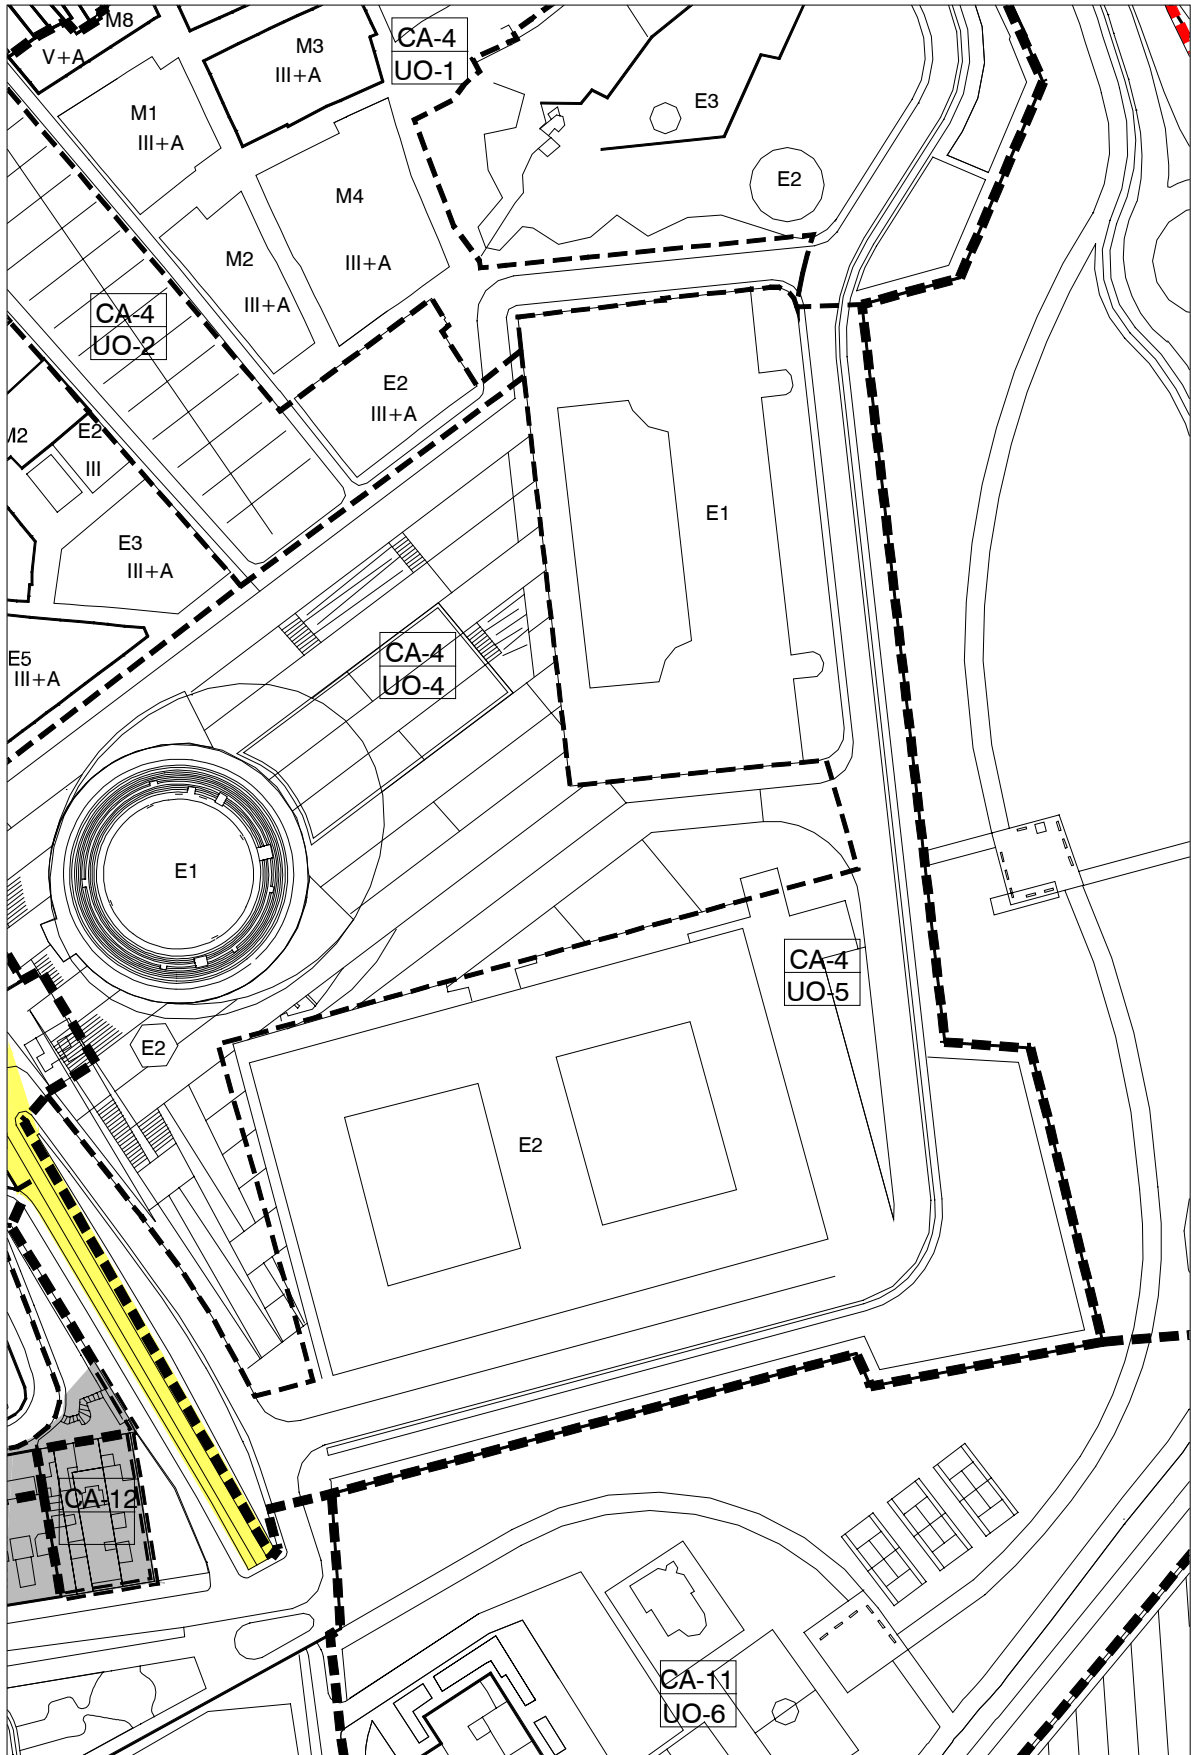 M8
V+A
M3
III+A
CA-4
UO-1
M1
III+A
E3
E2
M4
III+A
M2
III+A
CA-4
UO-2
E2
III+A
M2
E2
III
E3
III+A
E1
E5
III+A
CA-4
UO-4
E1
E2
CA-4
UO-5
E2
CA-12
CA-11
UO-6